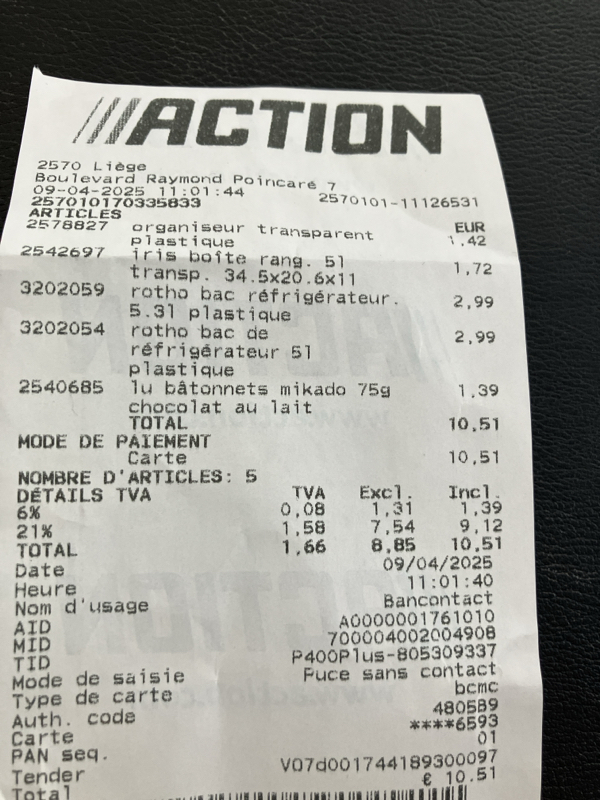 ///ACTION
2570 Liège
Boulevard Raymond Poincaré 7
09-04-2025 11:01:44 2570101-11126531
257010170335833
ARTICLES EUR
2578827 organiseur transparent 1,42
plastique
2542697 iris boîte rang. 5l 1,72
transp. 34.5x20.6x11
3202059 rotho bac réfrigérateur. 2,99
5.3l plastique
3202054 rotho bac de 2,99
réfrigérateur 5l
plastique
2540685 lu bâtonnets mikado 75g 1,39
chocolat au lait
TOTAL 10,51
MODE DE PAIEMENT
Carte 10,51
NOMBRE D'ARTICLES: 5
DÉTAILS TVA TVA Excl. Incl.
6% 0,08 1,31 1,39
21% 1,58 7,54 9,12
TOTAL 1,66 8,85 10,51
Date 09/04/2025
Heure 11:01:40
Nom d'usage Bancontact
AID A0000001761010
MID 700004002004908
TID P400Plus-805309337
Mode de saisie Puce sans contact
Type de carte bcmc
Auth. code 480589
Carte ****6593
PAN seq. 01
Tender V07d001744189300097
Total € 10.51